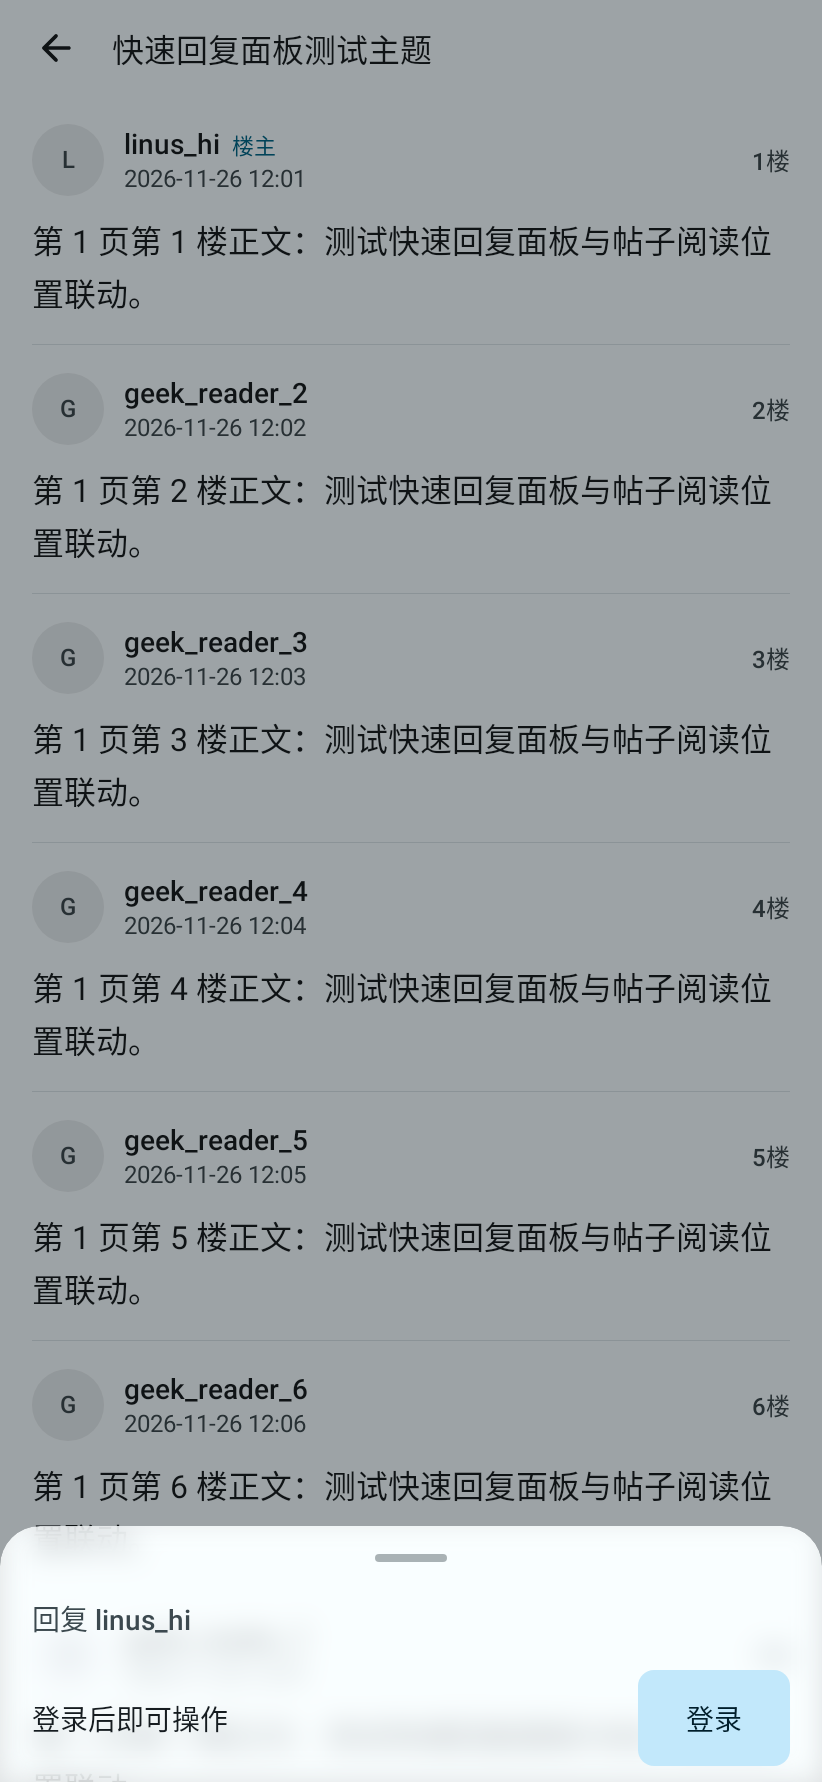 快速回复面板测试主题
L
linus_hi 楼主
1楼
2026-11-26 12:01
第 1 页第 1 楼正文：测试快速回复面板与帖子阅读位
置联动。
G
geek_reader_2
2楼
2026-11-26 12:02
第 1 页第 2 楼正文：测试快速回复面板与帖子阅读位
置联动。
G
geek_reader_3
3楼
2026-11-26 12:03
第 1 页第 3 楼正文：测试快速回复面板与帖子阅读位
置联动。
G
geek_reader_4
4楼
2026-11-26 12:04
第 1 页第 4 楼正文：测试快速回复面板与帖子阅读位
置联动。
G
geek_reader_5
5楼
2026-11-26 12:05
第 1 页第 5 楼正文：测试快速回复面板与帖子阅读位
置联动。
G
geek_reader_6
6楼
2026-11-26 12:06
第 1 页第 6 楼正文：测试快速回复面板与帖子阅读位
置联动
回复 linus_hi
登录后即可操作
登录